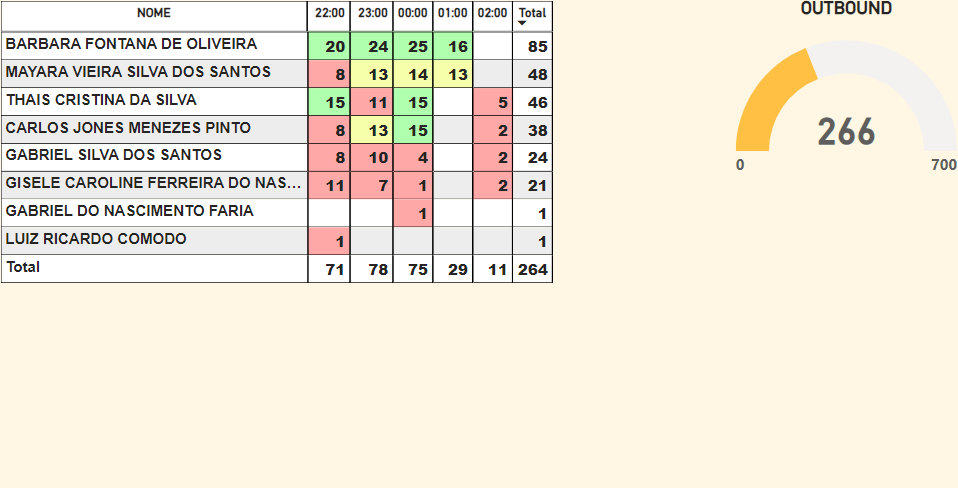 NOME 22:00 23:00 00:00 01:00 02:00 Total
BARBARA FONTANA DE OLIVEIRA 20 24 25 16 85
MAYARA VIEIRA SILVA DOS SANTOS 8 13 14 13 48
THAIS CRISTINA DA SILVA 15 11 15 5 46
CARLOS JONES MENEZES PINTO 8 13 15 2 38
GABRIEL SILVA DOS SANTOS 8 10 4 2 24
GISELE CAROLINE FERREIRA DO NAS... 11 7 1 2 21
GABRIEL DO NASCIMENTO FARIA 1 1
LUIZ RICARDO COMODO 1 1
Total 71 78 75 29 11 264
OUTBOUND
266
0 700